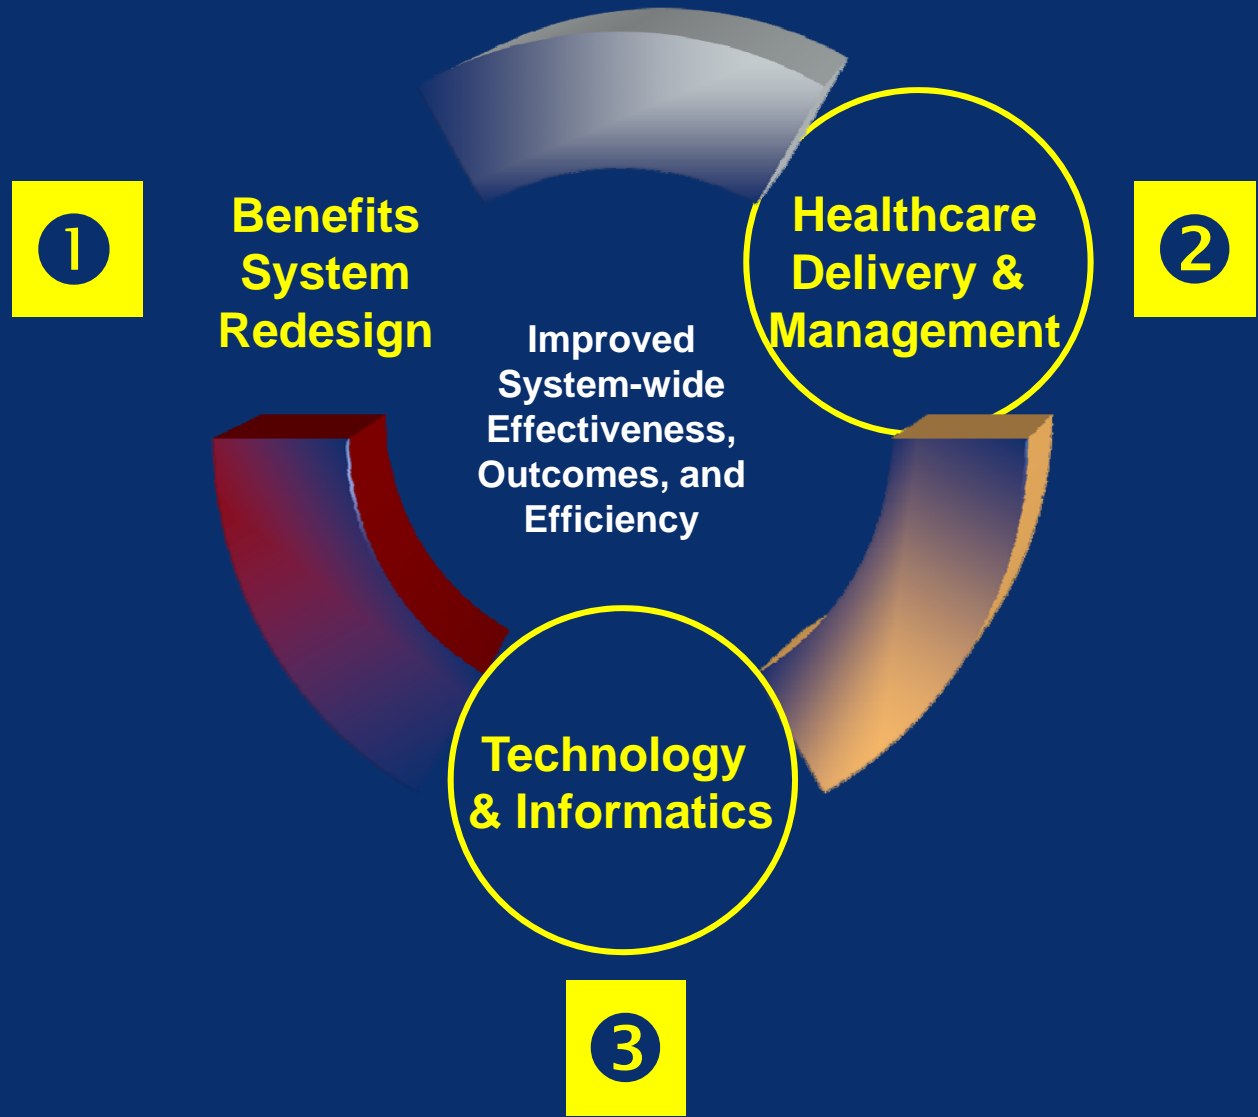 ❶
Benefits
System
Redesign
Healthcare
Delivery &
Management
❷
Improved
System-wide
Effectiveness,
Outcomes, and
Efficiency
Technology
& Informatics
❸